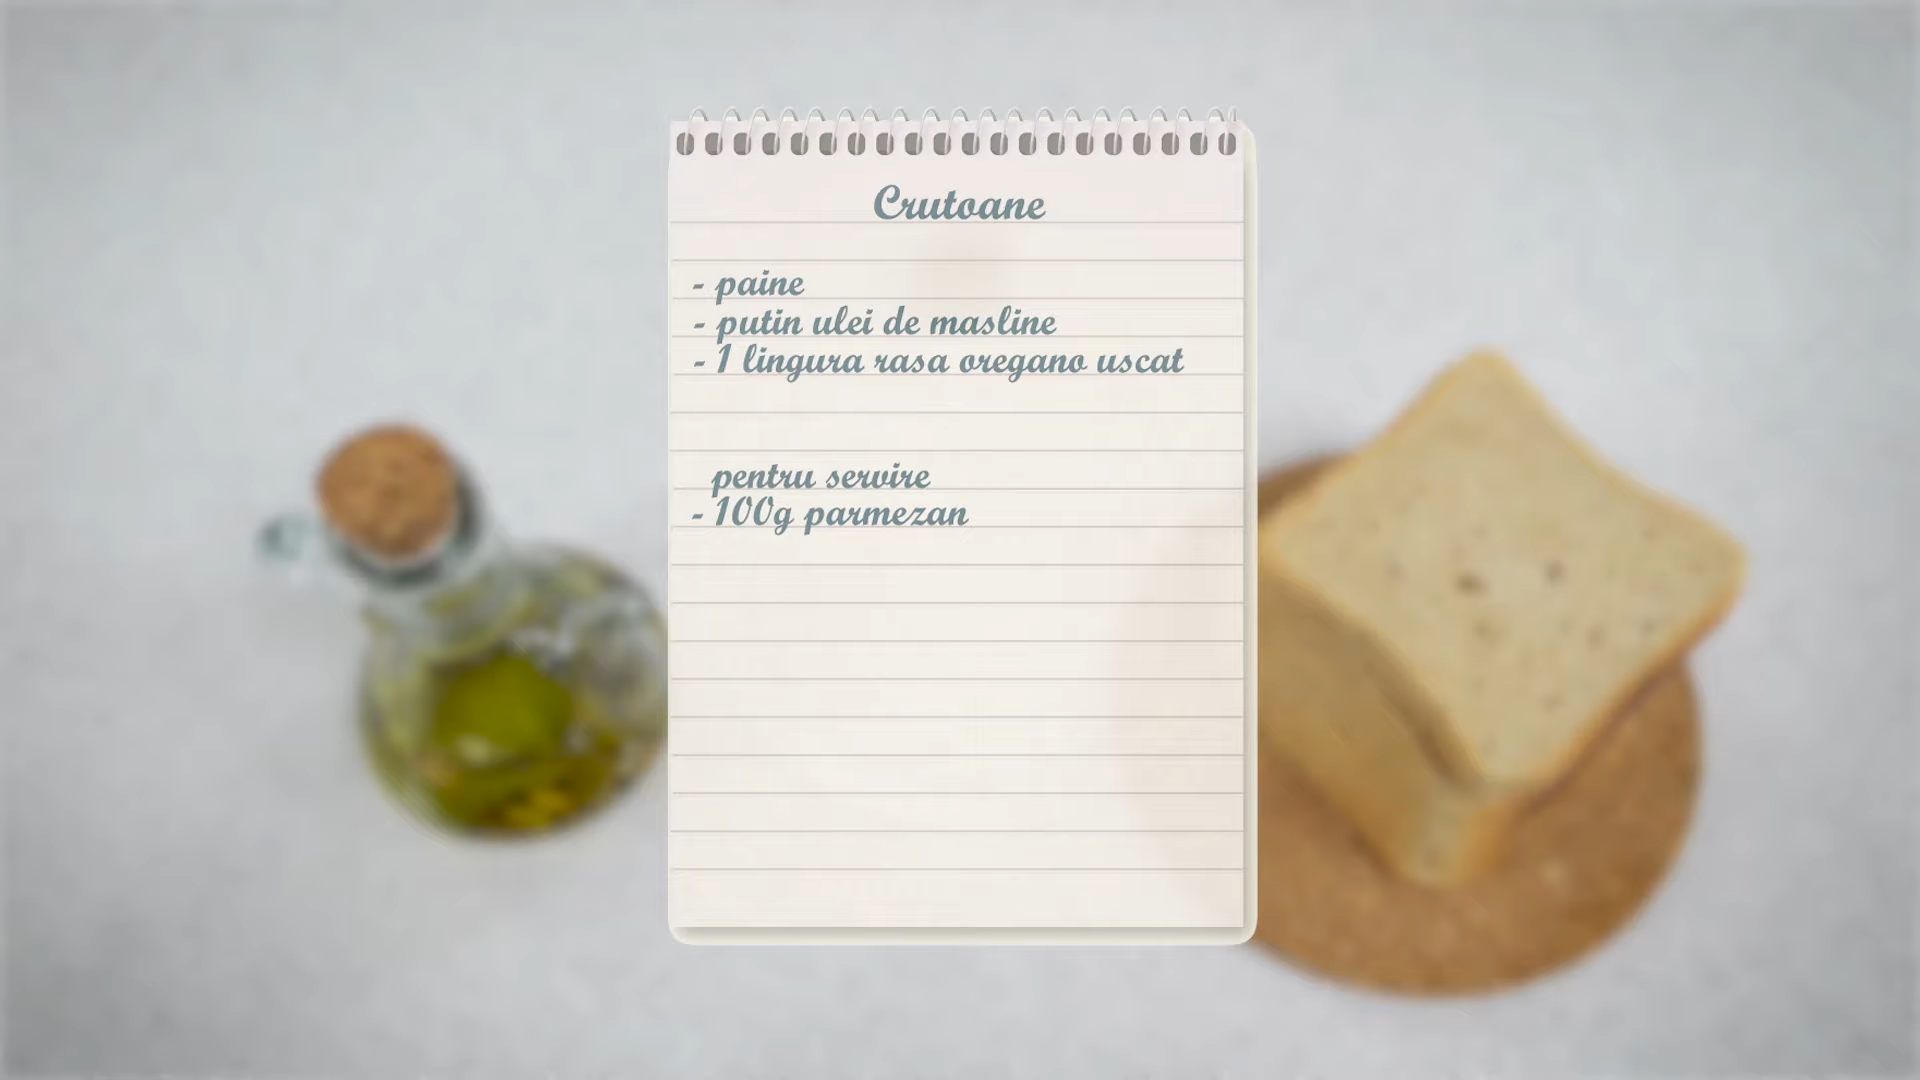 Crutoane
- paine
- putin ulei de masline
- 1 lingura rasa oregano uscat
pentru servire
- 100g parmezan